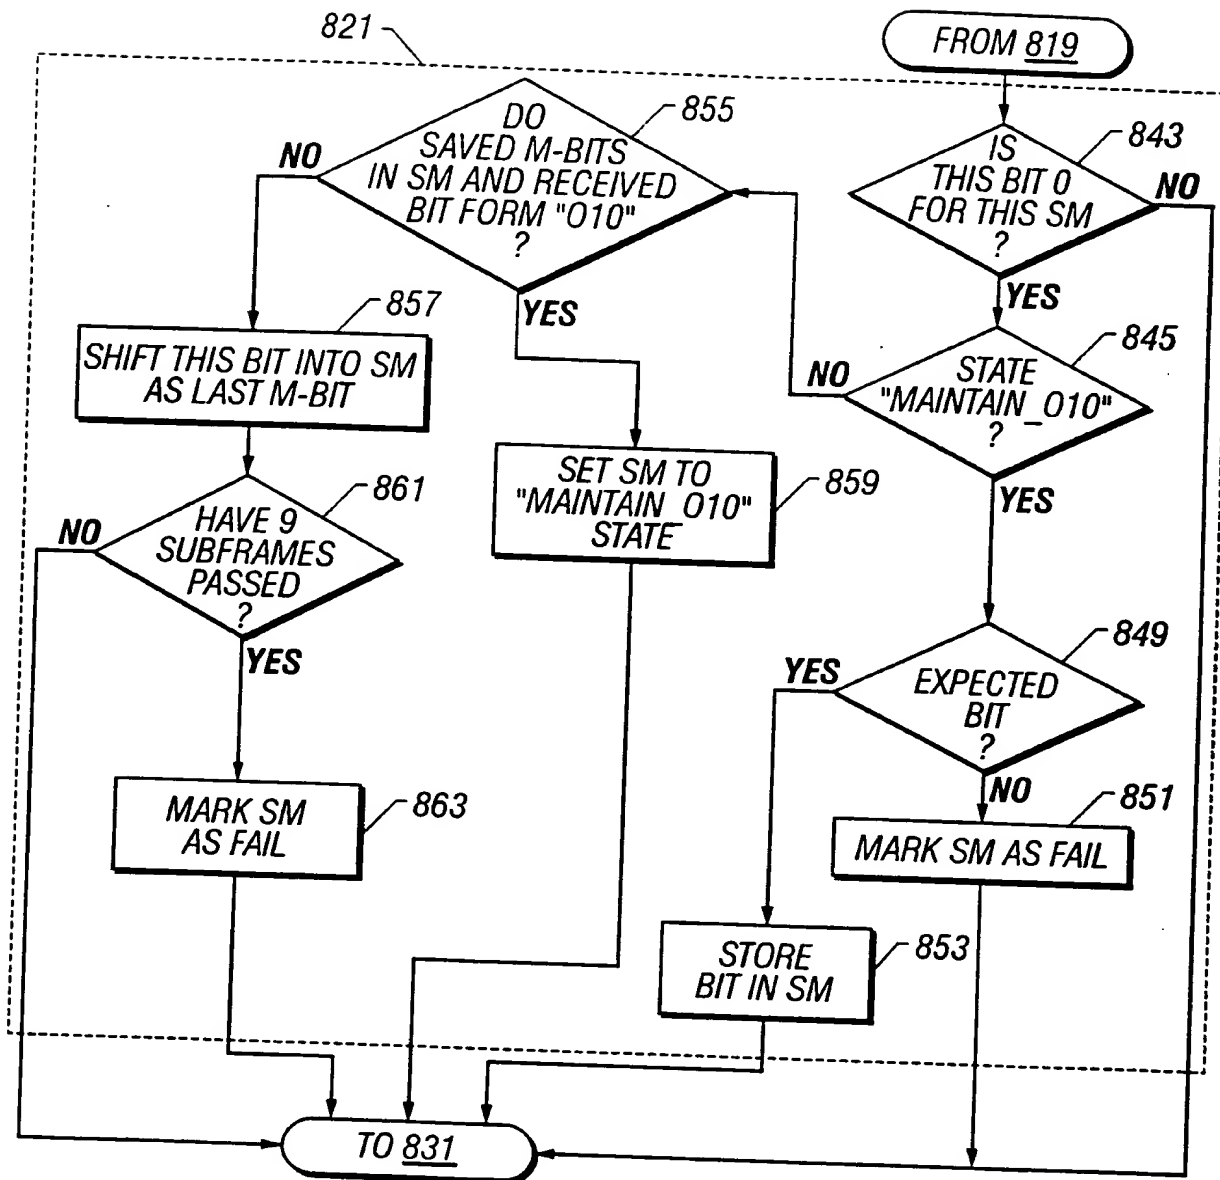 821
FROM 819
DO
SAVED M-BITS
IN SM AND RECEIVED
BIT FORM "010"
?
855
NO
YES
IS
THIS BIT 0
FOR THIS SM
?
843
NO
YES
857
SHIFT THIS BIT INTO SM
AS LAST M-BIT
STATE
"MAINTAIN_010"
?
845
NO
YES
HAVE 9
SUBFRAMES
PASSED
?
861
NO
YES
SET SM TO
"MAINTAIN_010"
STATE
859
EXPECTED
BIT
?
849
YES
NO
MARK SM
AS FAIL
863
851
MARK SM AS FAIL
STORE
BIT IN SM
853
TO 831